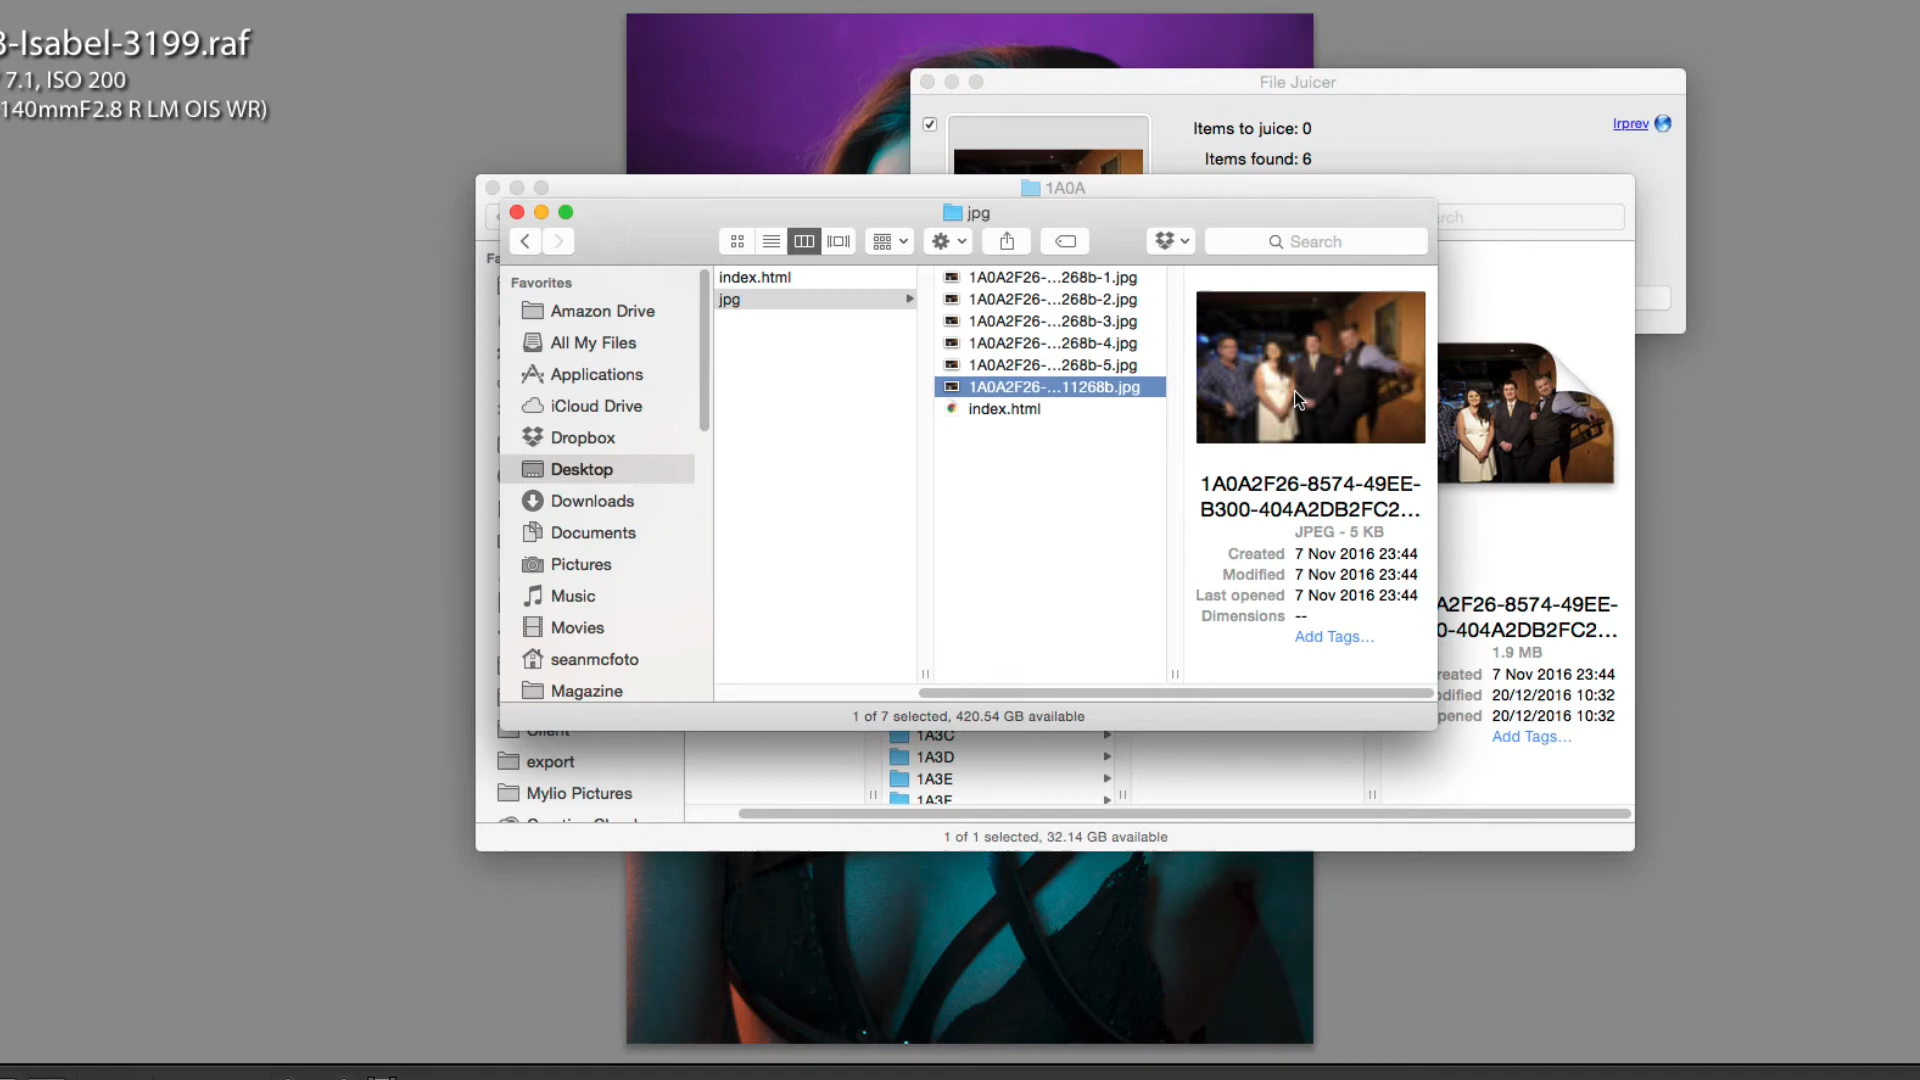 3-Isabel-3199.raf
7.1, ISO 200
140mmF2.8 R LM OIS WR)
File Juicer
Items to juice: 0
lrprev
Items found: 6
1A0A
jpg
Search
Favorites
Amazon Drive
All My Files
Applications
iCloud Drive
Dropbox
Desktop
Downloads
Documents
Pictures
Music
Movies
seanmcfoto
Magazine
index.html
jpg
1A0A2F26-...268b-1.jpg
1A0A2F26-...268b-2.jpg
1A0A2F26-...268b-3.jpg
1A0A2F26-...268b-4.jpg
1A0A2F26-...268b-5.jpg
1A0A2F26-...11268b.jpg
index.html
1A0A2F26-8574-49EE-
B300-404A2DB2FC2...
JPEG - 5 KB
Created 7 Nov 2016 23:44
Modified 7 Nov 2016 23:44
Last opened 7 Nov 2016 23:44
Dimensions --
Add Tags...
1 of 7 selected, 420.54 GB available
A2F26-8574-49EE-
0-404A2DB2FC2...
1.9 MB
eated 7 Nov 2016 23:44
dified 20/12/2016 10:32
pened 20/12/2016 10:32
Add Tags...
Client
export
Mylio Pictures
1A3C
1A3D
1A3E
1A3F
1 of 1 selected, 32.14 GB available